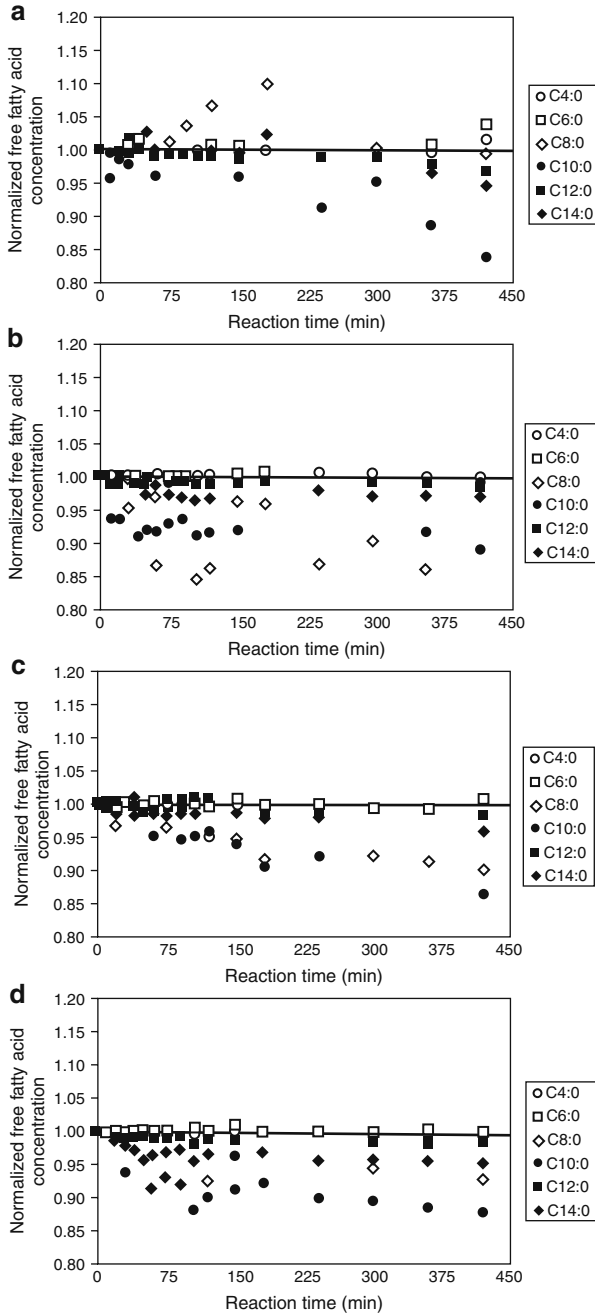 a
1.20
1.15
1.10
1.05
1.00
0.95
0.90
0.85
0.80
Normalized free fatty acid
concentration
0
75
150
225
300
375
450
Reaction time (min)
C4:0
C6:0
C8:0
C10:0
C12:0
C14:0
b
1.20
1.15
1.10
1.05
1.00
0.95
0.90
0.85
0.80
Normalized free fatty acid
concentration
0
75
150
225
300
375
450
Reaction time (min)
C4:0
C6:0
C8:0
C10:0
C12:0
C14:0
c
1.20
1.15
1.10
1.05
1.00
0.95
0.90
0.85
0.80
Normalized free fatty acid
concentration
0
75
150
225
300
375
450
Reaction time (min)
C4:0
C6:0
C8:0
C10:0
C12:0
C14:0
d
1.20
1.15
1.10
1.05
1.00
0.95
0.90
0.85
0.80
Normalized free fatty acid
concentration
0
75
150
225
300
375
450
Reaction time (min)
C4:0
C6:0
C8:0
C10:0
C12:0
C14:0